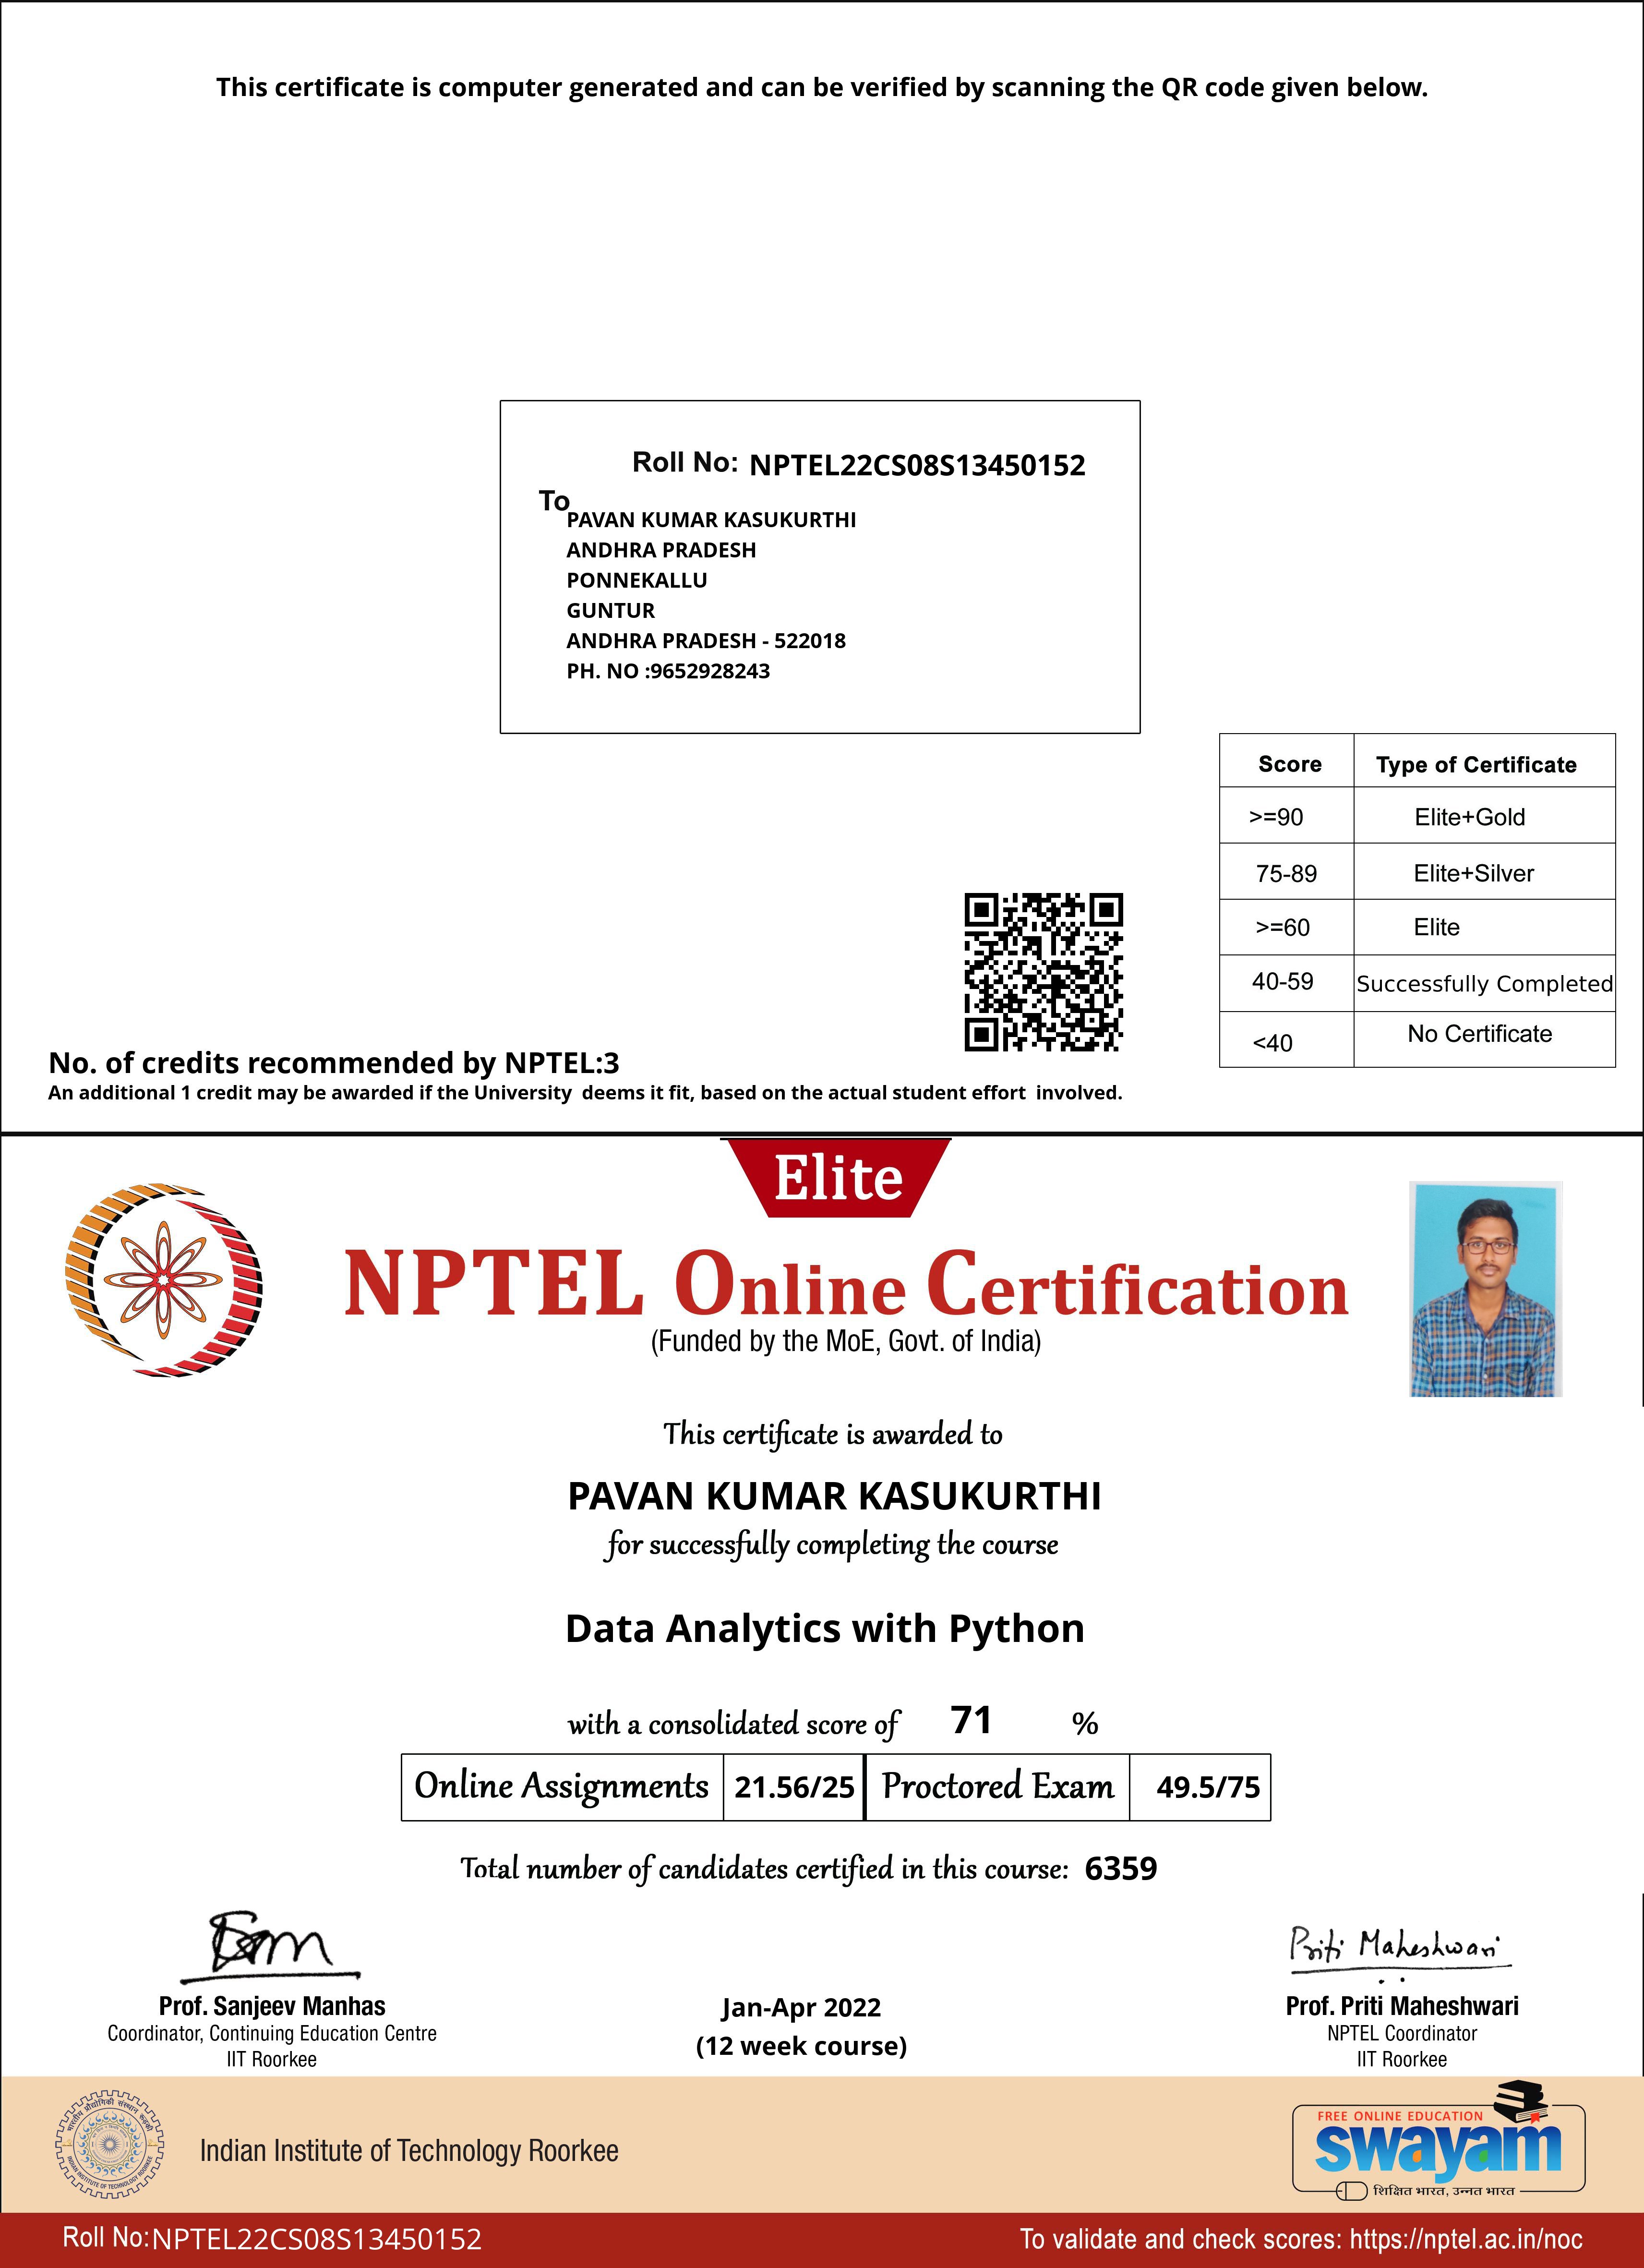 This certificate is computer generated and can be verified by scanning the QR code given below.
Roll No: NPTEL22CS08S13450152
To
PAVAN KUMAR KASUKURTHI
ANDHRA PRADESH
PONNEKALLU
GUNTUR
ANDHRA PRADESH - 522018
PH. NO :9652928243
Score Type of Certificate
>=90 Elite+Gold
75-89 Elite+Silver
>=60 Elite
40-59 Successfully Completed
<40 No Certificate
No. of credits recommended by NPTEL:3
An additional 1 credit may be awarded if the University deems it fit, based on the actual student effort involved.
Elite
NPTEL Online Certification
(Funded by the MoE, Govt. of India)
This certificate is awarded to
PAVAN KUMAR KASUKURTHI
for successfully completing the course
Data Analytics with Python
with a consolidated score of 71 %
Online Assignments 21.56/25 Proctored Exam 49.5/75
Total number of candidates certified in this course: 6359
Priti Maheshwari
Prof. Sanjeev Manhas
Coordinator, Continuing Education Centre
IIT Roorkee
Jan-Apr 2022
(12 week course)
Prof. Priti Maheshwari
NPTEL Coordinator
IIT Roorkee
भारतीय प्रौद्योगिकी संस्थान रूड़की
INDIAN INSTITUTE OF TECHNOLOGY ROORKEE
Indian Institute of Technology Roorkee
FREE ONLINE EDUCATION
swayam
शिक्षित भारत, उन्नत भारत
Roll No:NPTEL22CS08S13450152
To validate and check scores: https://nptel.ac.in/noc